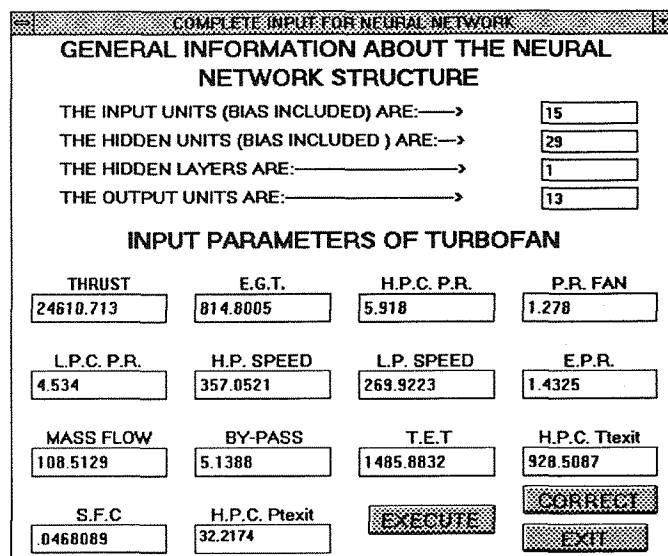 COMPLETE INPUT FOR NEURAL NETWORK
GENERAL INFORMATION ABOUT THE NEURAL
NETWORK STRUCTURE
THE INPUT UNITS (BIAS INCLUDED) ARE:——> 15
THE HIDDEN UNITS (BIAS INCLUDED ) ARE:—> 29
THE HIDDEN LAYERS ARE:——————————> 1
THE OUTPUT UNITS ARE:——————————> 13
INPUT PARAMETERS OF TURBOFAN
THRUST E.G.T. H.P.C. P.R. P.R. FAN
24610.713 814.8005 5.918 1.278
L.P.C. P.R. H.P. SPEED L.P. SPEED E.P.R.
4.534 357.0521 269.9223 1.4325
MASS FLOW BY-PASS T.E.T H.P.C. Ttexit
108.5129 5.1388 1485.8832 928.5087
S.F.C H.P.C. Ptexit EXECUTE CORRECT
.0468089 32.2174 EXIT